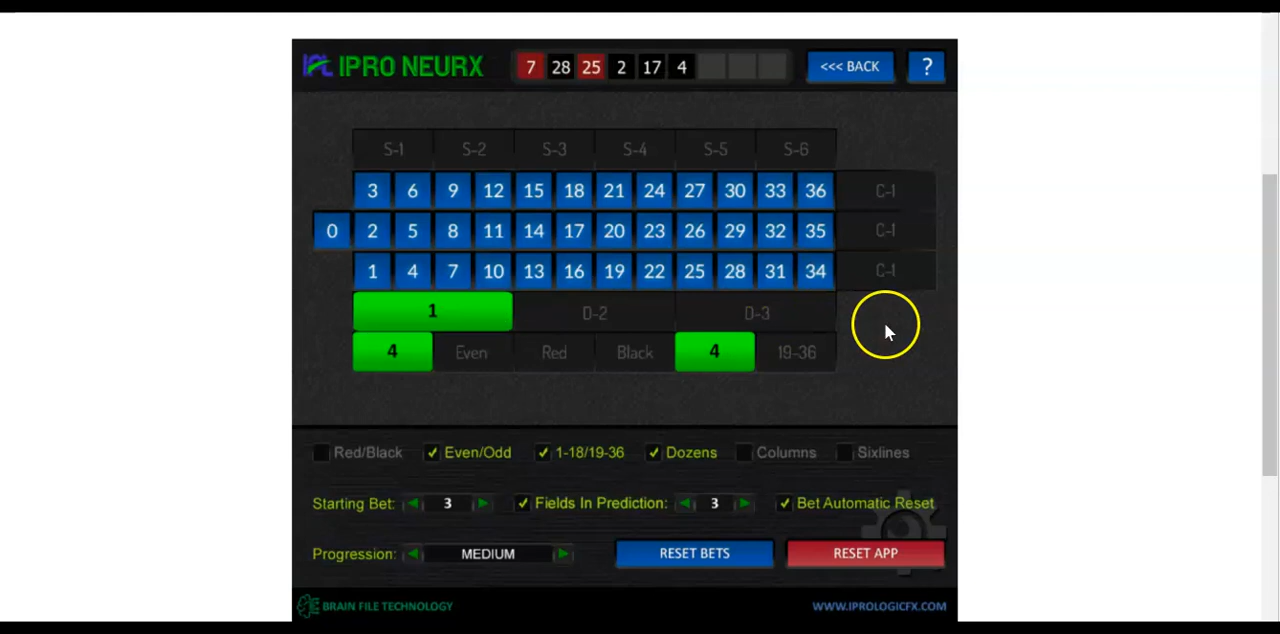 IPRO NEURX 7 28 25 2 17 4 <<< BACK ?
S-1 S-2 S-3 S-4 S-5 S-6
3 6 9 12 15 18 21 24 27 30 33 36 C-1
0 2 5 8 11 14 17 20 23 26 29 32 35 C-1
1 4 7 10 13 16 19 22 25 28 31 34 C-1
1 D-2 D-3
4 Even Red Black 4 19-36
Red/Black Even/Odd 1-18/19-36 Dozens Columns Sixlines
Starting Bet: 3 Fields In Prediction: 3 Bet Automatic Reset
Progression: MEDIUM RESET BETS RESET APP
BRAIN FILE TECHNOLOGY WWW.IPROLOGICFX.COM